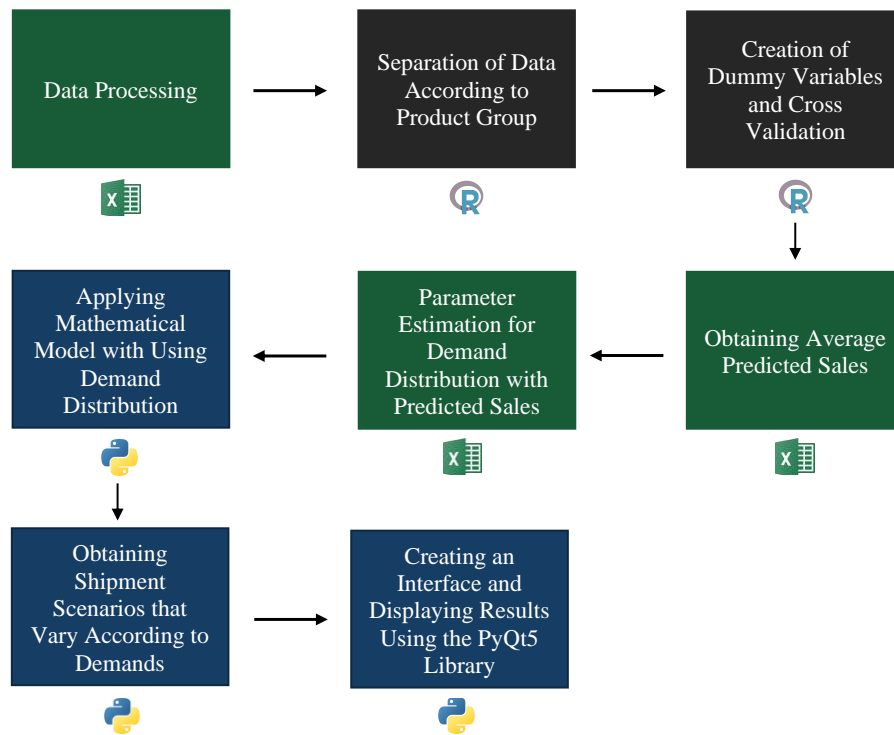 Data Processing
Separation of Data
According to
Product Group
Creation of
Dummy Variables
and Cross
Validation
X
R
R
Applying
Mathematical
Model with Using
Demand
Distribution
Parameter
Estimation for
Demand
Distribution with
Predicted Sales
Obtaining Average
Predicted Sales
X
X
Obtaining
Shipment
Scenarios that
Vary According to
Demands
Creating an
Interface and
Displaying Results
Using the PyQt5
Library